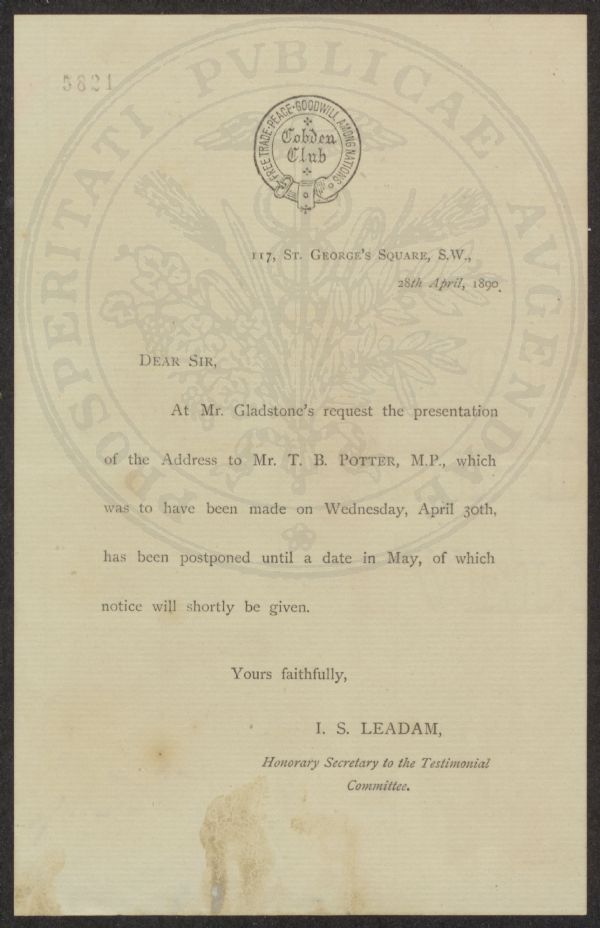 5821
PROSPERITATI PVBLICAE AVGENDAE
FREE TRADE·PEACE·GOODWILL AMONG NATIONS
Cobden
Club
117, St. George's Square, S.W.,
28th April, 1890.
Dear Sir,
At Mr. Gladstone's request the presentation
of the Address to Mr. T. B. Potter, M.P., which
was to have been made on Wednesday, April 30th,
has been postponed until a date in May, of which
notice will shortly be given.
Yours faithfully,
I. S. LEADAM,
Honorary Secretary to the Testimonial
Committee.